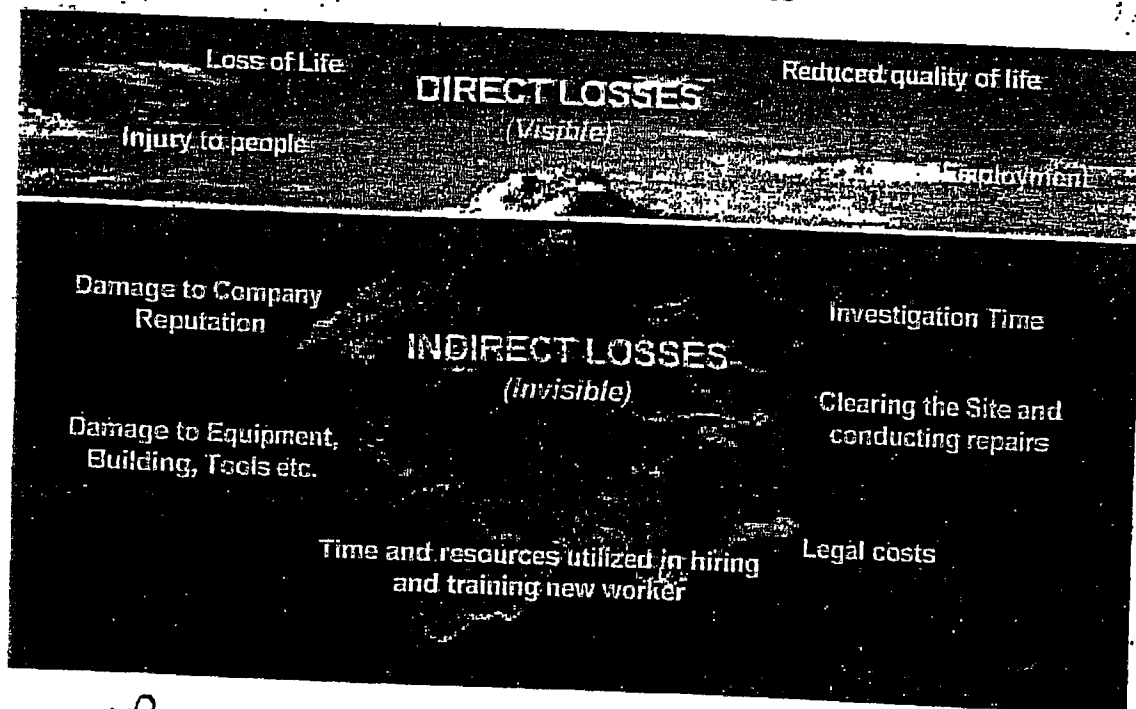 Loss of Life
DIRECT LOSSES
(Visible)
Reduced quality of life
Injury to people
Employment
Damage to Company
Reputation
INDIRECT LOSSES
(Invisible)
Investigation Time
Clearing the Site and
conducting repairs
Damage to Equipment,
Building, Tools etc.
Time and resources utilized in hiring
and training new worker
Legal costs